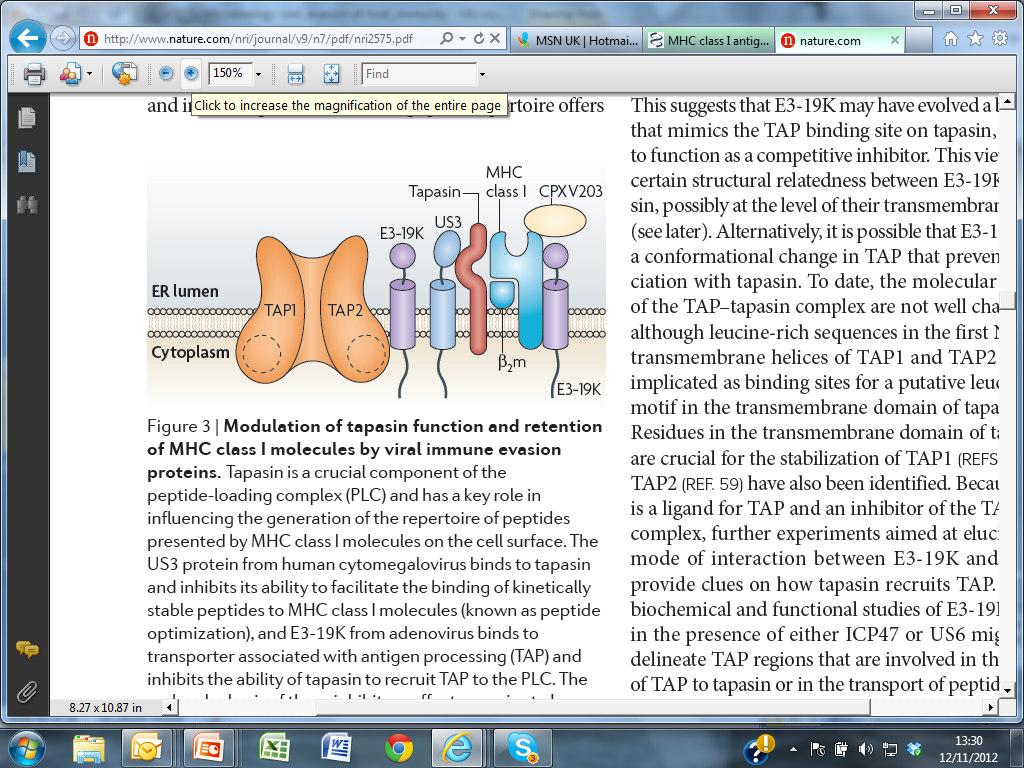 http://www.nature.com/nri/journal/v9/n7/pdf/nri2575.pdf
MSN UK | Hotmai...
MHC class I antig...
nature.com
150%
Find
Click to increase the magnification of the entire page
and
ertoire offers
MHC
Tapasin
class I
CPXV203
US3
E3-19K
ER lumen
TAP1
TAP2
Cytoplasm
β2m
E3-19K
Figure 3 | Modulation of tapasin function and retention
of MHC class I molecules by viral immune evasion
proteins. Tapasin is a crucial component of the
peptide-loading complex (PLC) and has a key role in
influencing the generation of the repertoire of peptides
presented by MHC class I molecules on the cell surface. The
US3 protein from human cytomegalovirus binds to tapasin
and inhibits its ability to facilitate the binding of kinetically
stable peptides to MHC class I molecules (known as peptide
optimization), and E3-19K from adenovirus binds to
transporter associated with antigen processing (TAP) and
inhibits the ability of tapasin to recruit TAP to the PLC. The
This suggests that E3-19K may have evolved a
that mimics the TAP binding site on tapasin,
to function as a competitive inhibitor. This vie
certain structural relatedness between E3-19K
sin, possibly at the level of their transmembran
(see later). Alternatively, it is possible that E3-1
a conformational change in TAP that preven
ciation with tapasin. To date, the molecular
of the TAP–tapasin complex are not well cha
although leucine-rich sequences in the first
transmembrane helices of TAP1 and TAP2
implicated as binding sites for a putative leuc
motif in the transmembrane domain of tapa
Residues in the transmembrane domain of ta
are crucial for the stabilization of TAP1 (REFS
TAP2 (REF. 59) have also been identified. Becau
is a ligand for TAP and an inhibitor of the TA
complex, further experiments aimed at eluci
mode of interaction between E3-19K and
provide clues on how tapasin recruits TAP.
biochemical and functional studies of E3-19
in the presence of either ICP47 or US6 mig
delineate TAP regions that are involved in th
of TAP to tapasin or in the transport of peptid
8.27 x 10.87 in
3
13:30
12/11/2012